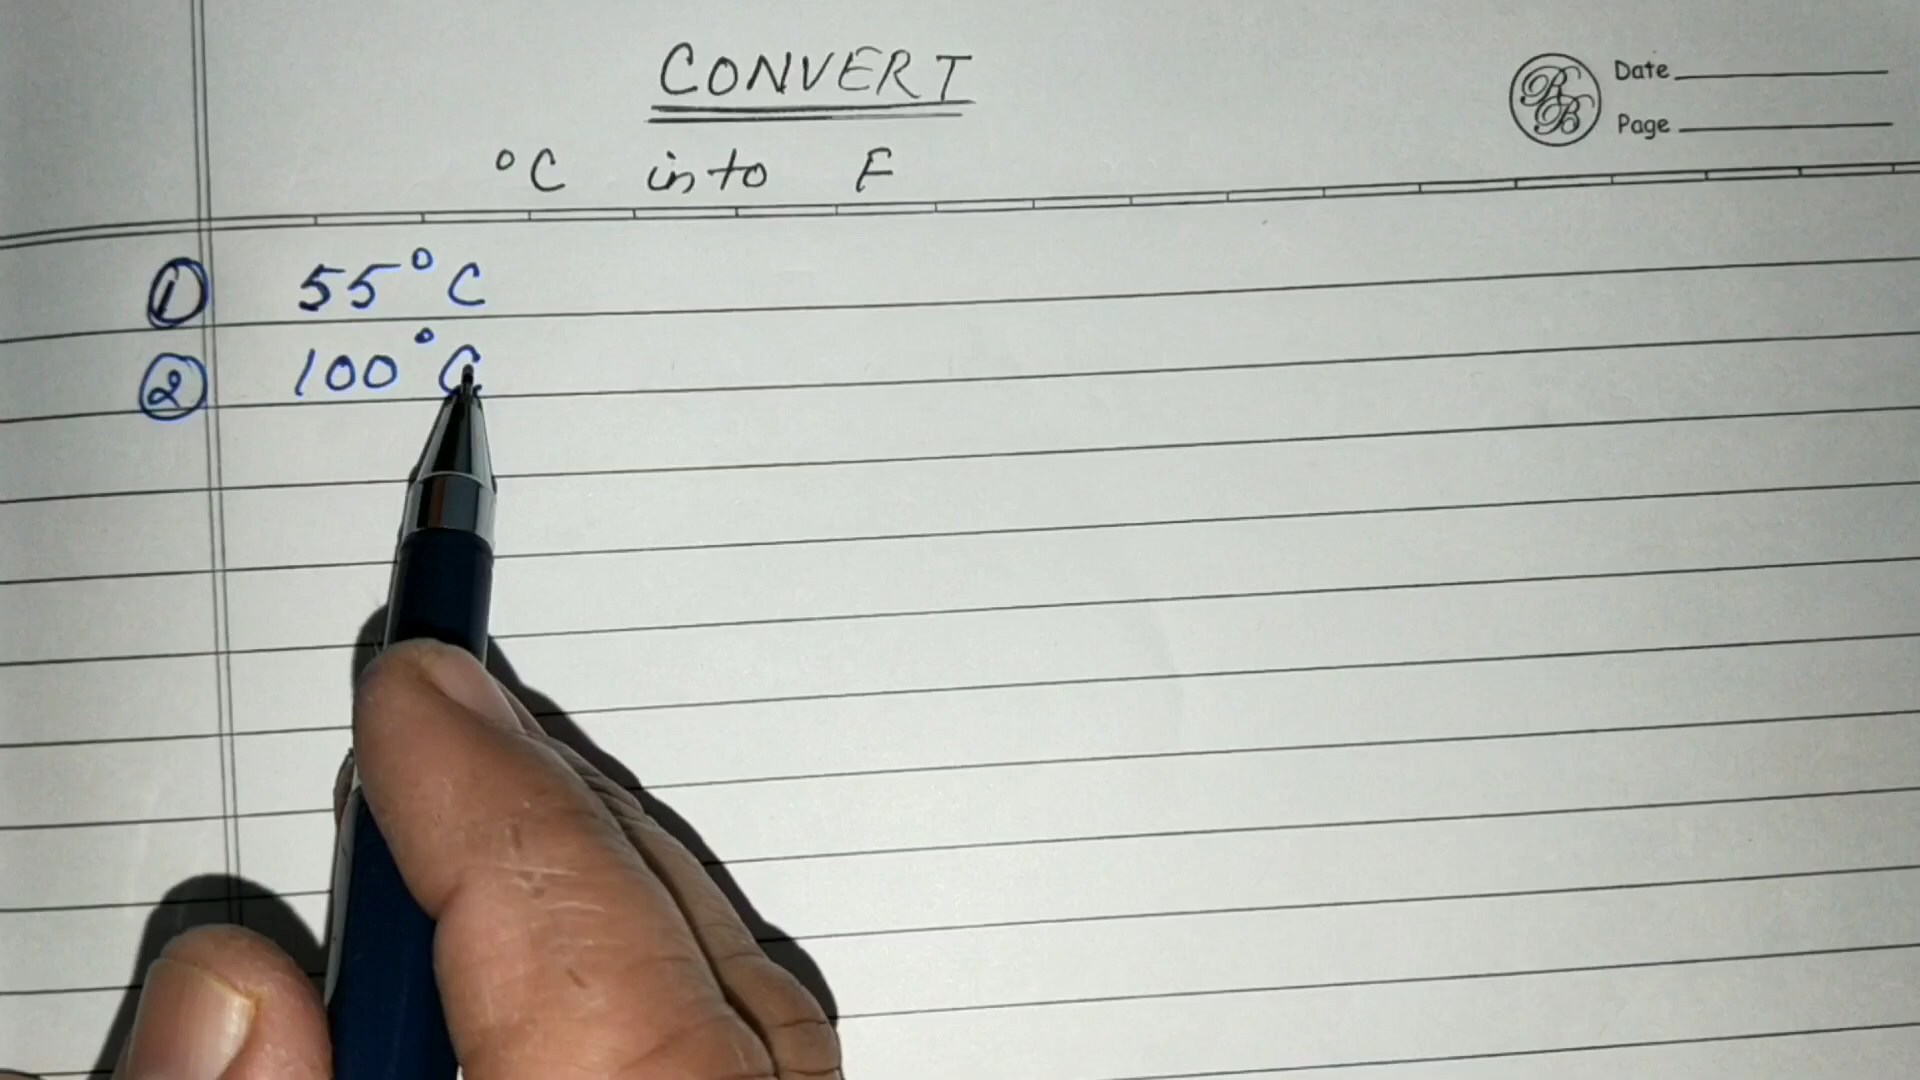 CONVERT
°C into F
Date
Page
① 55°C
② 100°C